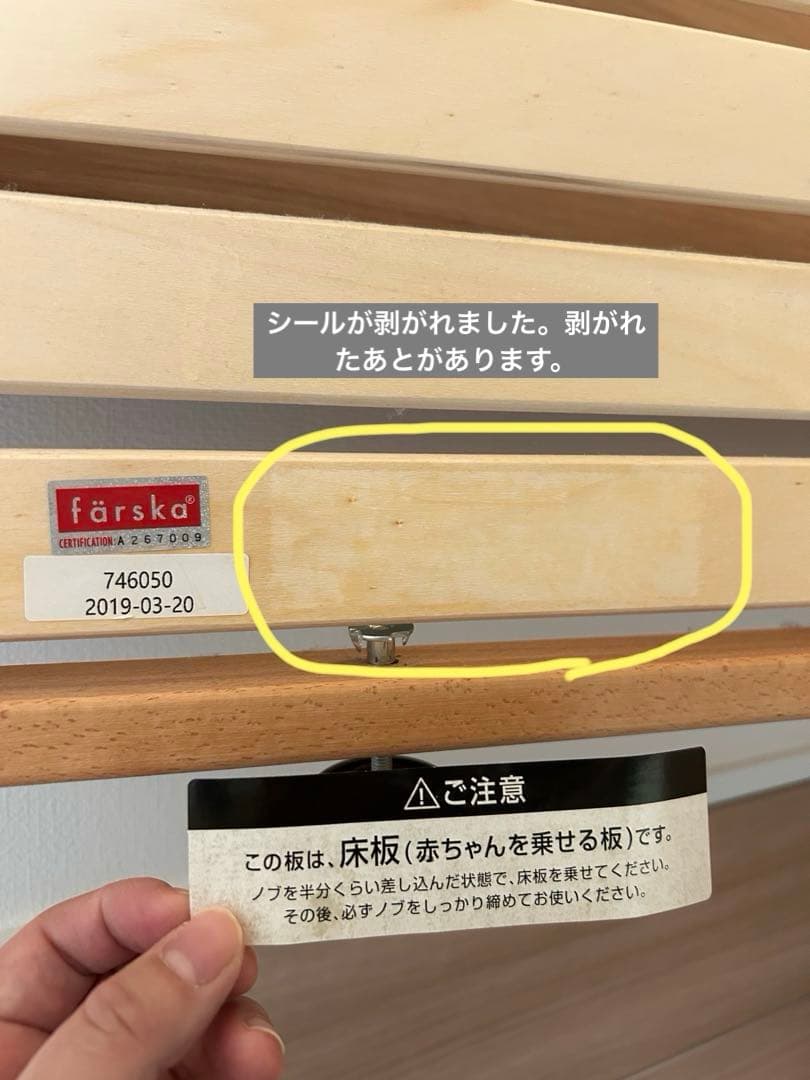 シールが剥がれました。剥がれ
たあとがあります。
färska®
CERTIFICATION:A 267009
746050
2019-03-20
⚠ご注意
この板は、床板(赤ちゃんを乗せる板)です。
ノブを半分くらい差し込んだ状態で、床板を乗せてください。
その後、必ずノブをしっかり締めてお使いください。